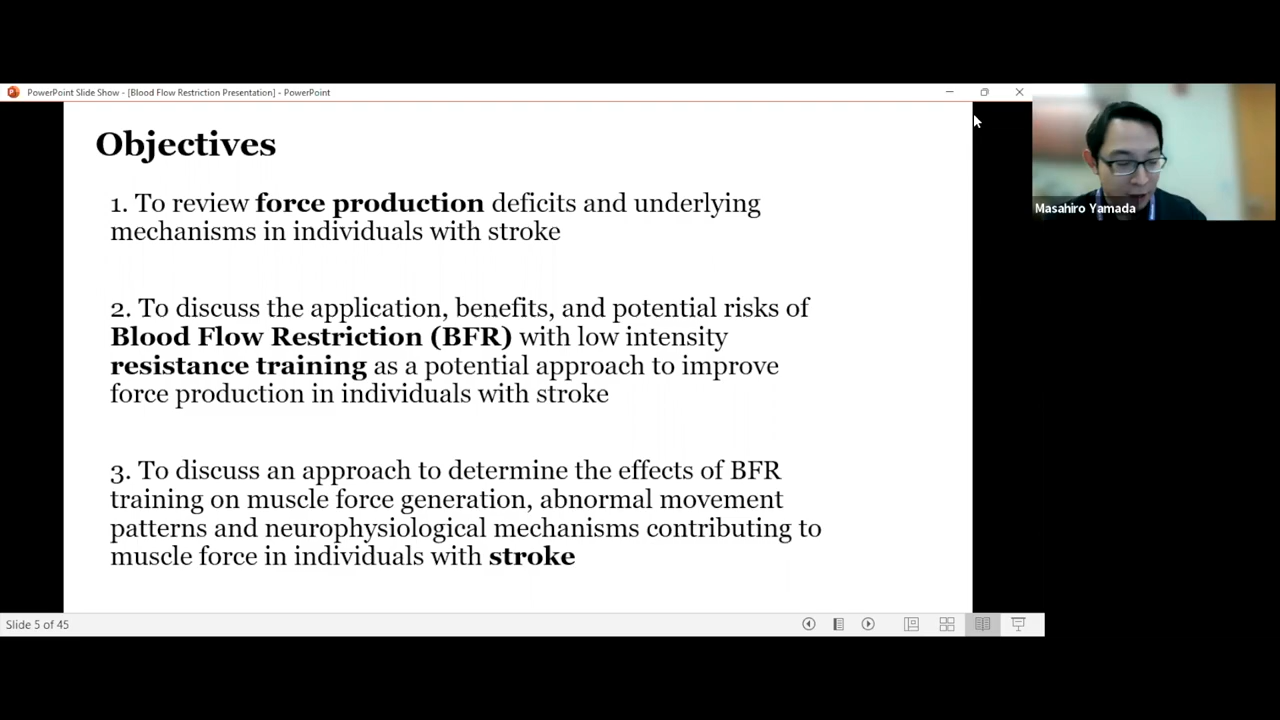 PowerPoint Slide Show - [Blood Flow Restriction Presentation] - PowerPoint
Objectives
1. To review force production deficits and underlying
mechanisms in individuals with stroke
2. To discuss the application, benefits, and potential risks of
Blood Flow Restriction (BFR) with low intensity
resistance training as a potential approach to improve
force production in individuals with stroke
3. To discuss an approach to determine the effects of BFR
training on muscle force generation, abnormal movement
patterns and neurophysiological mechanisms contributing to
muscle force in individuals with stroke
Slide 5 of 45
Masahiro Yamada